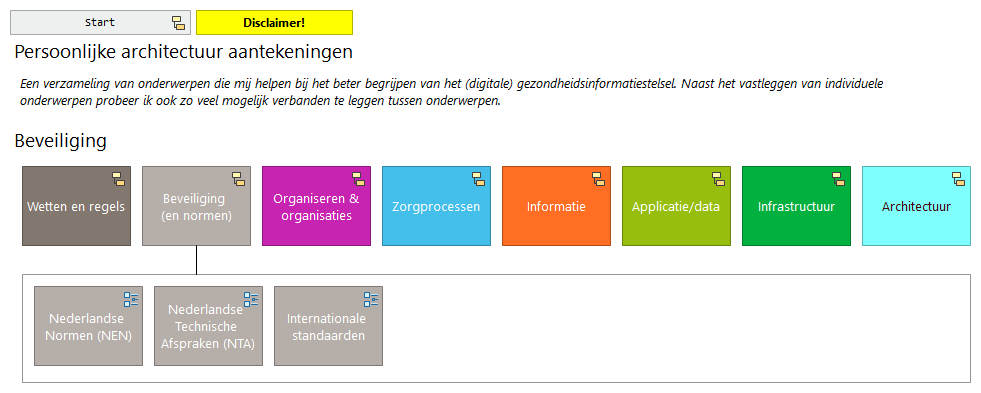 Start
Disclaimer!
Persoonlijke architectuur aantekeningen
Een verzameling van onderwerpen die mij helpen bij het beter begrijpen van het (digitale) gezondheidsinformatiestelsel. Naast het vastleggen van individuele
onderwerpen probeer ik ook zo veel mogelijk verbanden te leggen tussen onderwerpen.
Beveiliging
Wetten en regels
Beveiliging
(en normen)
Organiseren &
organisaties
Zorgprocessen
Informatie
Applicatie/data
Infrastructuur
Architectuur
Nederlandse
Normen (NEN)
Nederlandse
Technische
Afspraken (NTA)
Internationale
standaarden